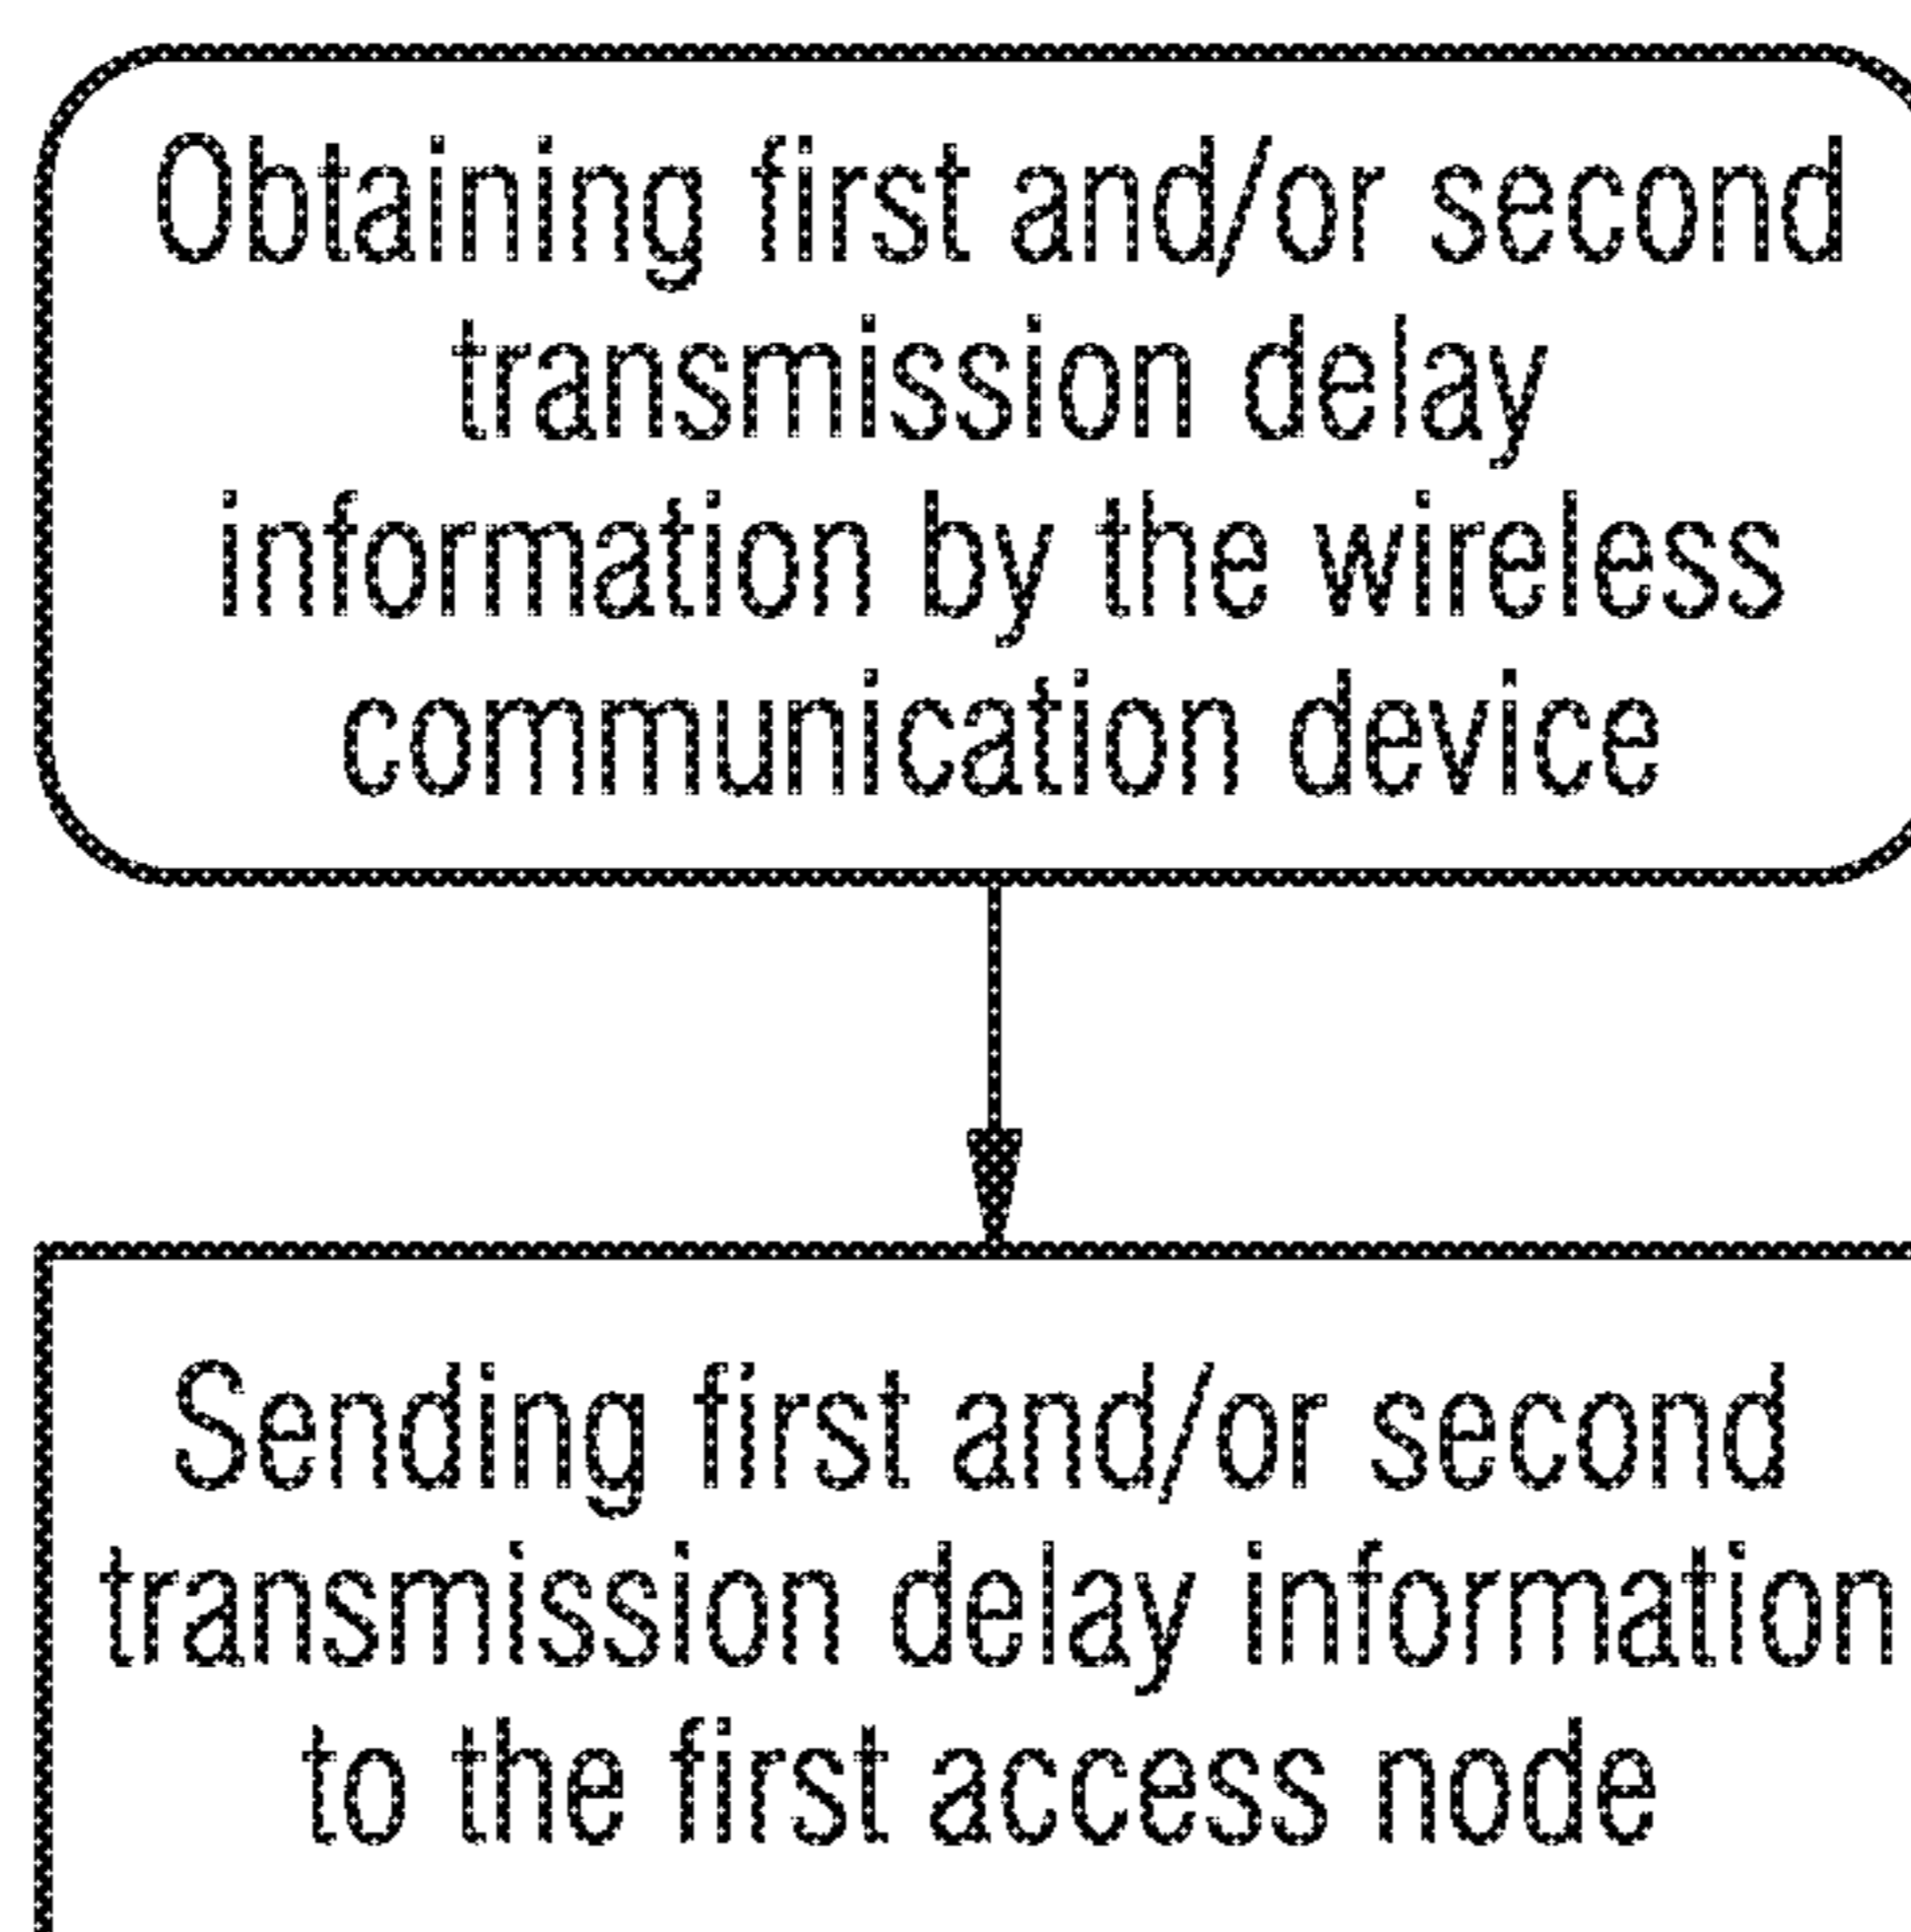 Obtaining first and/or second
transmission delay
information by the wireless
communication device
Sending first and/or second
transmission delay information
to the first access node